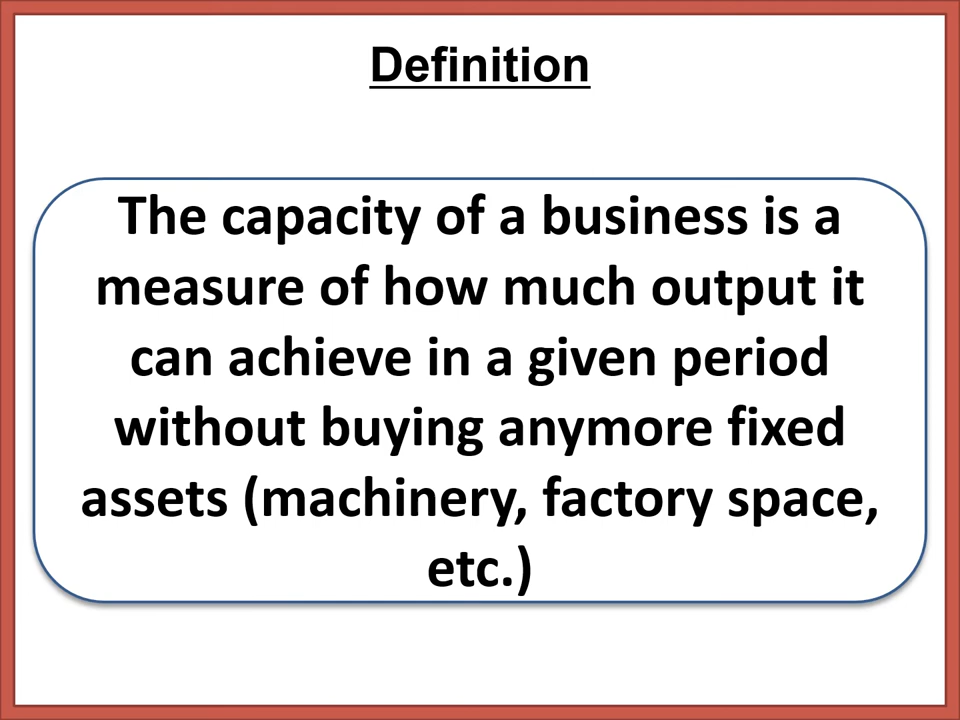 Definition
The capacity of a business is a
measure of how much output it
can achieve in a given period
without buying anymore fixed
assets (machinery, factory space,
etc.)